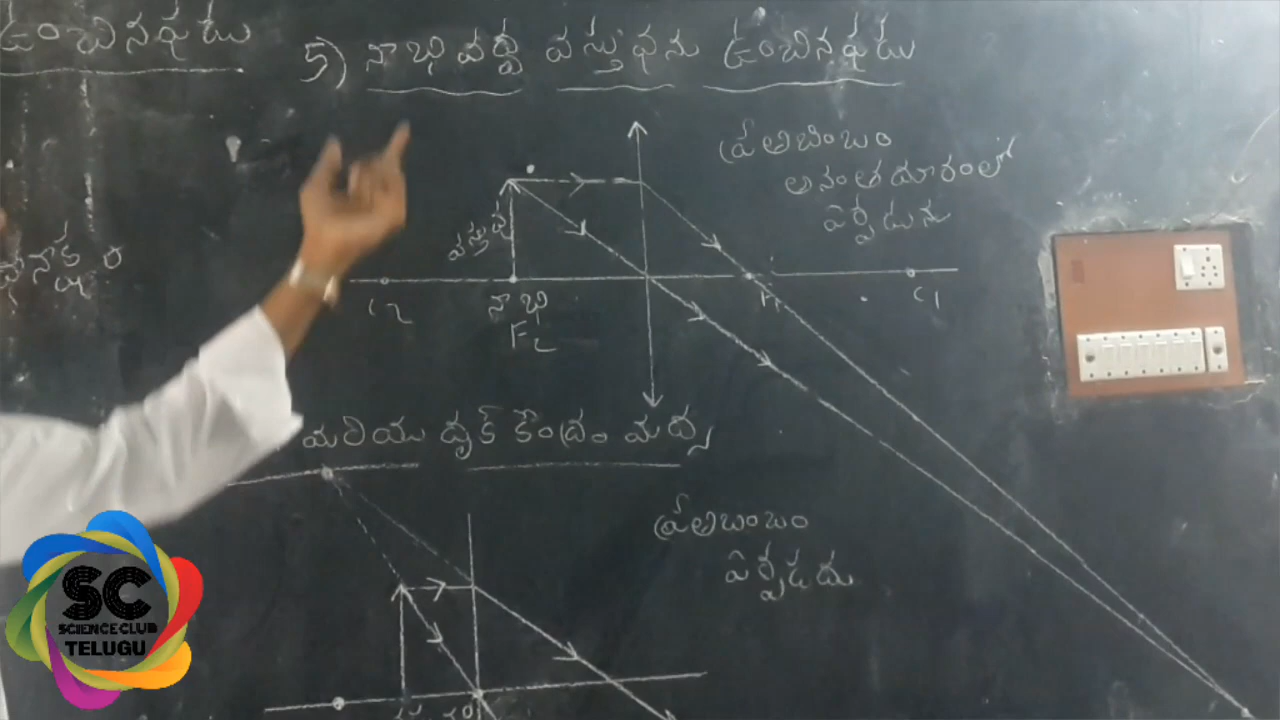 ఉంచినప్పుడు
5) నాభి వద్ద వస్తువును ఉంచినప్పుడు
ప్రతిబింబం
అనంత దూరంలో
ఏర్పడును
వస్తువు
C2
నాభి
F2
F1
C1
మరియు దృక్ కేంద్రం మధ్య
ప్రతిబింబం
ఏర్పడదు
SC
SCIENCE CLUB
TELUGU